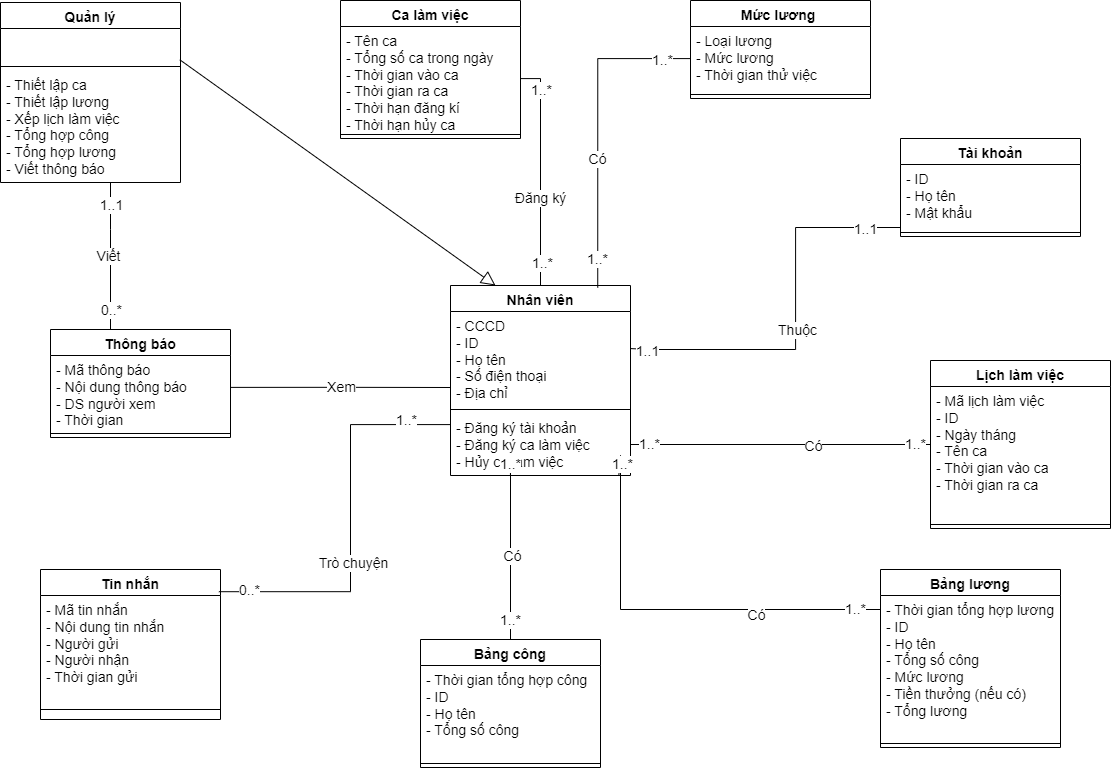 Quản lý
- Thiết lập ca
- Thiết lập lương
- Xếp lịch làm việc
- Tổng hợp công
- Tổng hợp lương
- Viết thông báo
Ca làm việc
- Tên ca
- Tổng số ca trong ngày
- Thời gian vào ca
- Thời gian ra ca
- Thời hạn đăng kí
- Thời hạn hủy ca
Mức lương
- Loại lương
- Mức lương
- Thời gian thử việc
1..*
1..*
Tài khoản
- ID
- Họ tên
- Mật khẩu
Có
Đăng ký
1..1
1..1
Viết
0..*
1..*
1..*
Nhân viên
- CCCD
- ID
- Họ tên
- Số điện thoại
- Địa chỉ
- Đăng ký tài khoản
- Đăng ký ca làm việc
- Hủy c m việc
Thuộc
1..1
Thông báo
- Mã thông báo
- Nội dung thông báo
- DS người xem
- Thời gian
Xem
Lịch làm việc
- Mã lịch làm việc
- ID
- Ngày tháng
- Tên ca
- Thời gian vào ca
- Thời gian ra ca
1..*
1..*
Có
1..*
1..*
1..*
Trò chuyện
0..*
Có
1..*
Có
1..*
Tin nhắn
- Mã tin nhắn
- Nội dung tin nhắn
- Người gửi
- Người nhận
- Thời gian gửi
Bảng công
- Thời gian tổng hợp công
- ID
- Họ tên
- Tổng số công
Bảng lương
- Thời gian tổng hợp lương
- ID
- Họ tên
- Tổng số công
- Mức lương
- Tiền thưởng (nếu có)
- Tổng lương